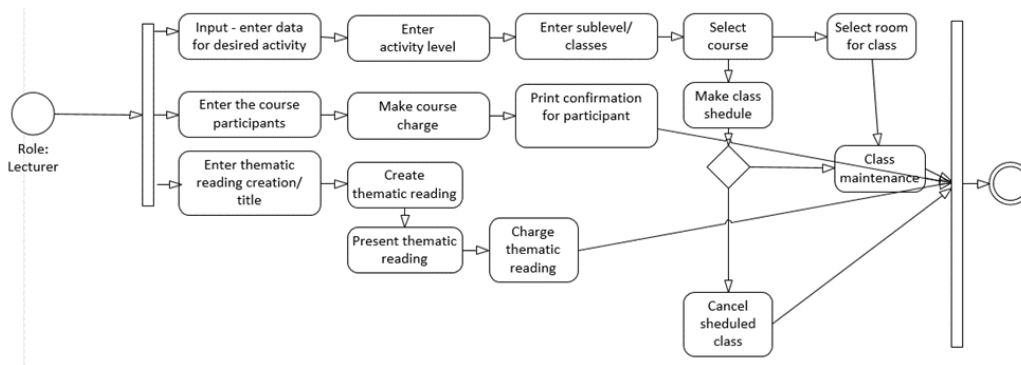 Role:
Lecturer
Input - enter data
for desired activity
Enter
activity level
Enter sublevel/
classes
Select
course
Select room
for class
Make class
shedule
Enter the course
participants
Make course
charge
Print confirmation
for participant
Class
maintenance
Enter thematic
reading creation/
title
Create
thematic reading
Present thematic
reading
Charge
thematic
reading
Cancel
sheduled
class